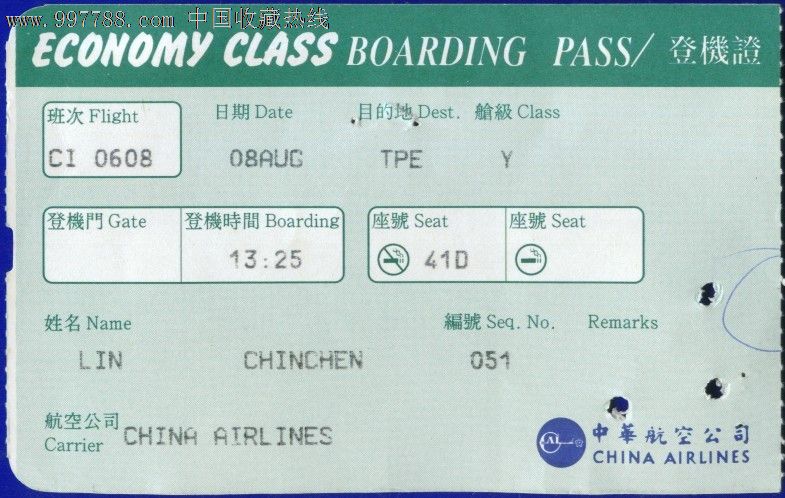 www.997788.com 中国收藏热线
ECONOMY CLASS BOARDING PASS/ 登機證
班次 Flight 日期 Date 目的地 Dest. 艙級 Class
CI 0608 08AUG TPE Y
登機門 Gate 登機時間 Boarding 座號 Seat 座號 Seat
13:25 41D
姓名 Name 編號 Seq. No. Remarks
LIN CHINCHEN 051
航空公司
Carrier CHINA AIRLINES
CAL 中華航空公司
CHINA AIRLINES